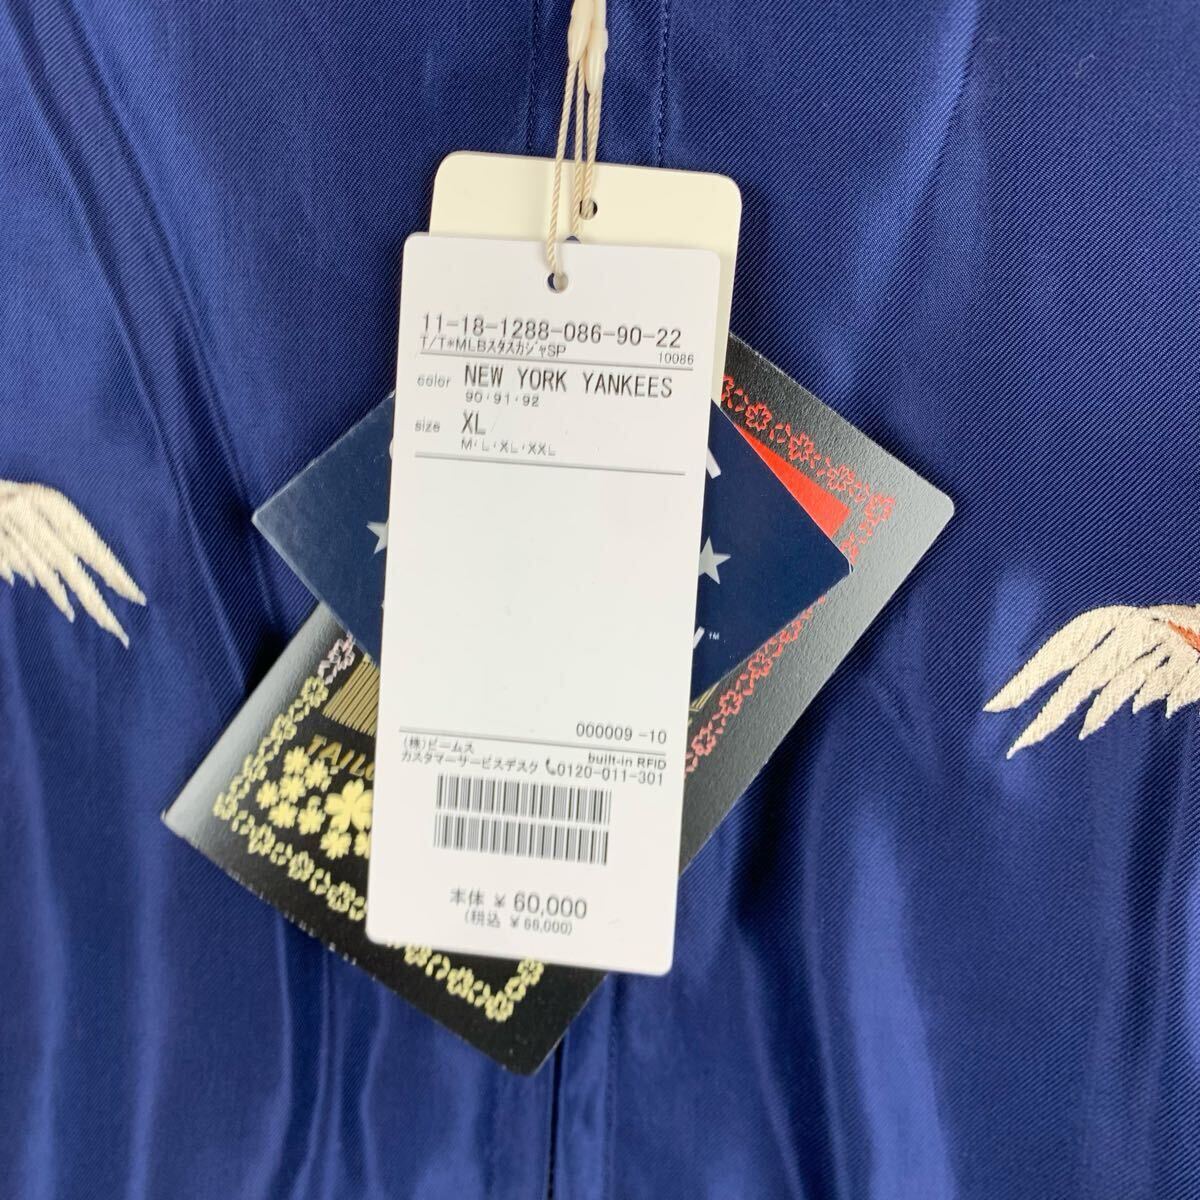 11-18-1288-086-90-22
T/T*MLBスタスカジャSP 10086
color NEW YORK YANKEES
90・91・92
size XL
M・L・XL・XXL
000009 -10
(株)ビームス built-in RFID
カスタマーサービスデスク 0120-011-301
本体 ¥ 60,000
(税込 ¥ 66,000)
TM